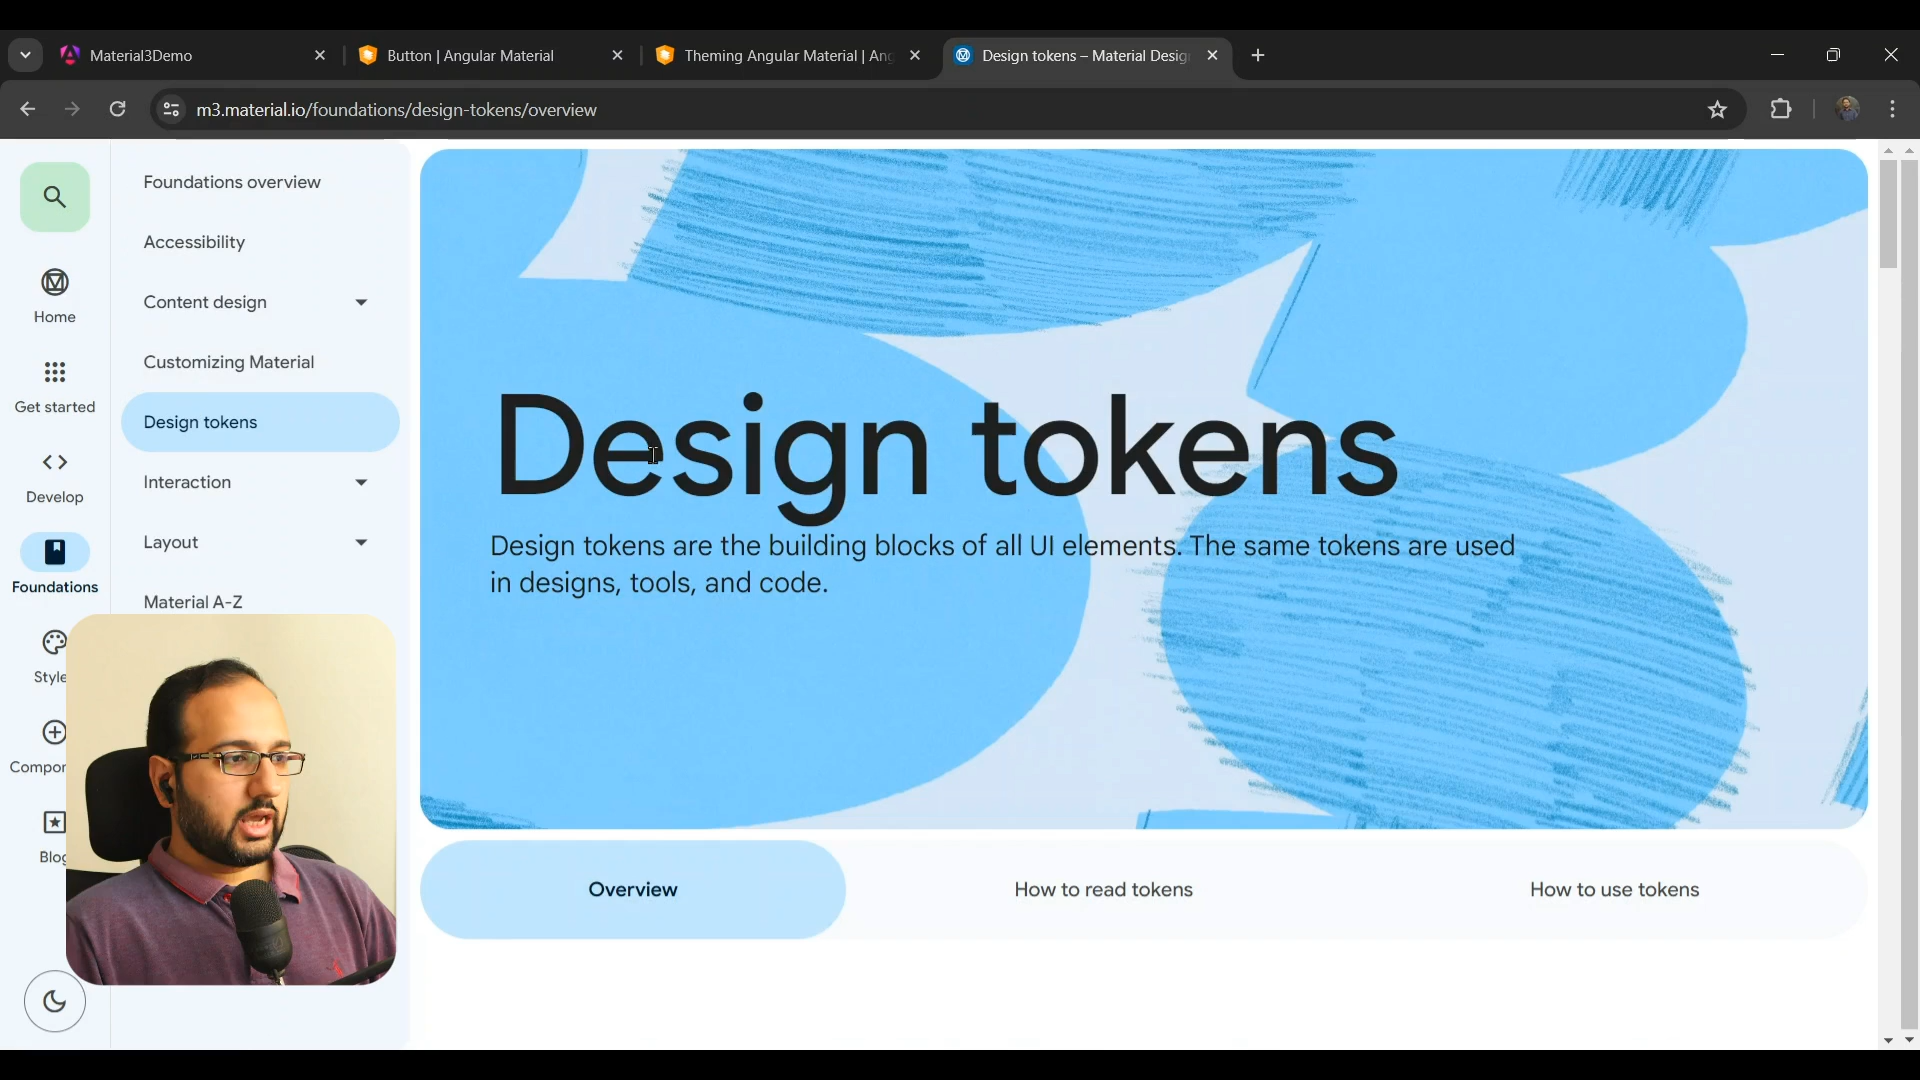 Material3Demo
Button | Angular Material
Theming Angular Material | Ang
Design tokens – Material Desig
m3.material.io/foundations/design-tokens/overview
Home
Get started
Develop
Foundations
Style
Compor
Blog
Foundations overview
Accessibility
Content design
Customizing Material
Design tokens
Interaction
Layout
Material A-Z
Design tokens
Design tokens are the building blocks of all UI elements. The same tokens are used
in designs, tools, and code.
Overview
How to read tokens
How to use tokens